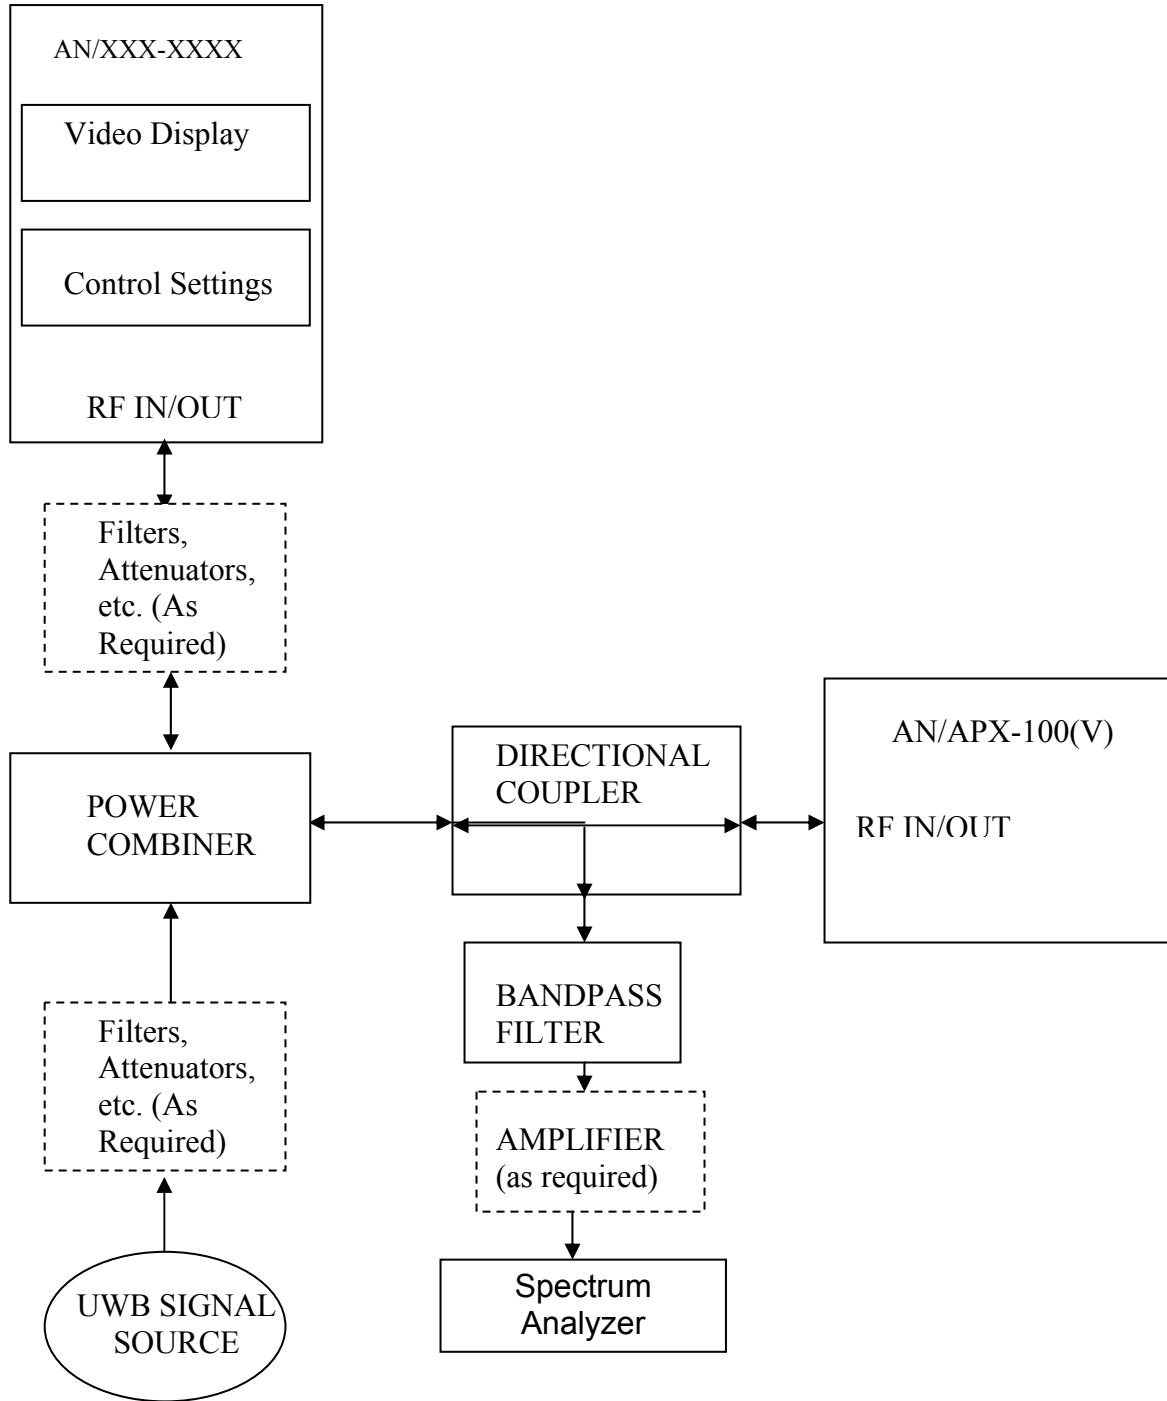 AN/XXX-XXXX
Video Display
Control Settings
RF IN/OUT
Filters,
Attenuators,
etc. (As
Required)
POWER
COMBINER
DIRECTIONAL
COUPLER
AN/APX-100(V)
RF IN/OUT
BANDPASS
FILTER
Filters,
Attenuators,
etc. (As
Required)
AMPLIFIER
(as required)
UWB SIGNAL
SOURCE
Spectrum
Analyzer